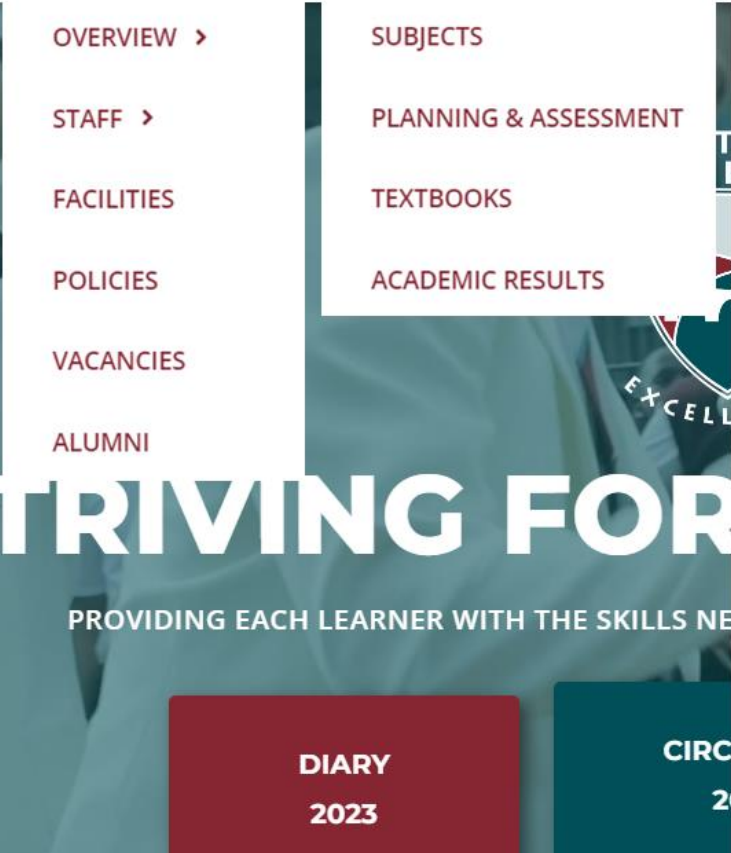 OVERVIEW
STAFF
FACILITIES
POLICIES
VACANCIES
ALUMNI
SUBJECTS
PLANNING & ASSESSMENT
TEXTBOOKS
ACADEMIC RESULTS
EXCELL
TRIVING FOR
PROVIDING EACH LEARNER WITH THE SKILLS NE
DIARY
2023
CIRC